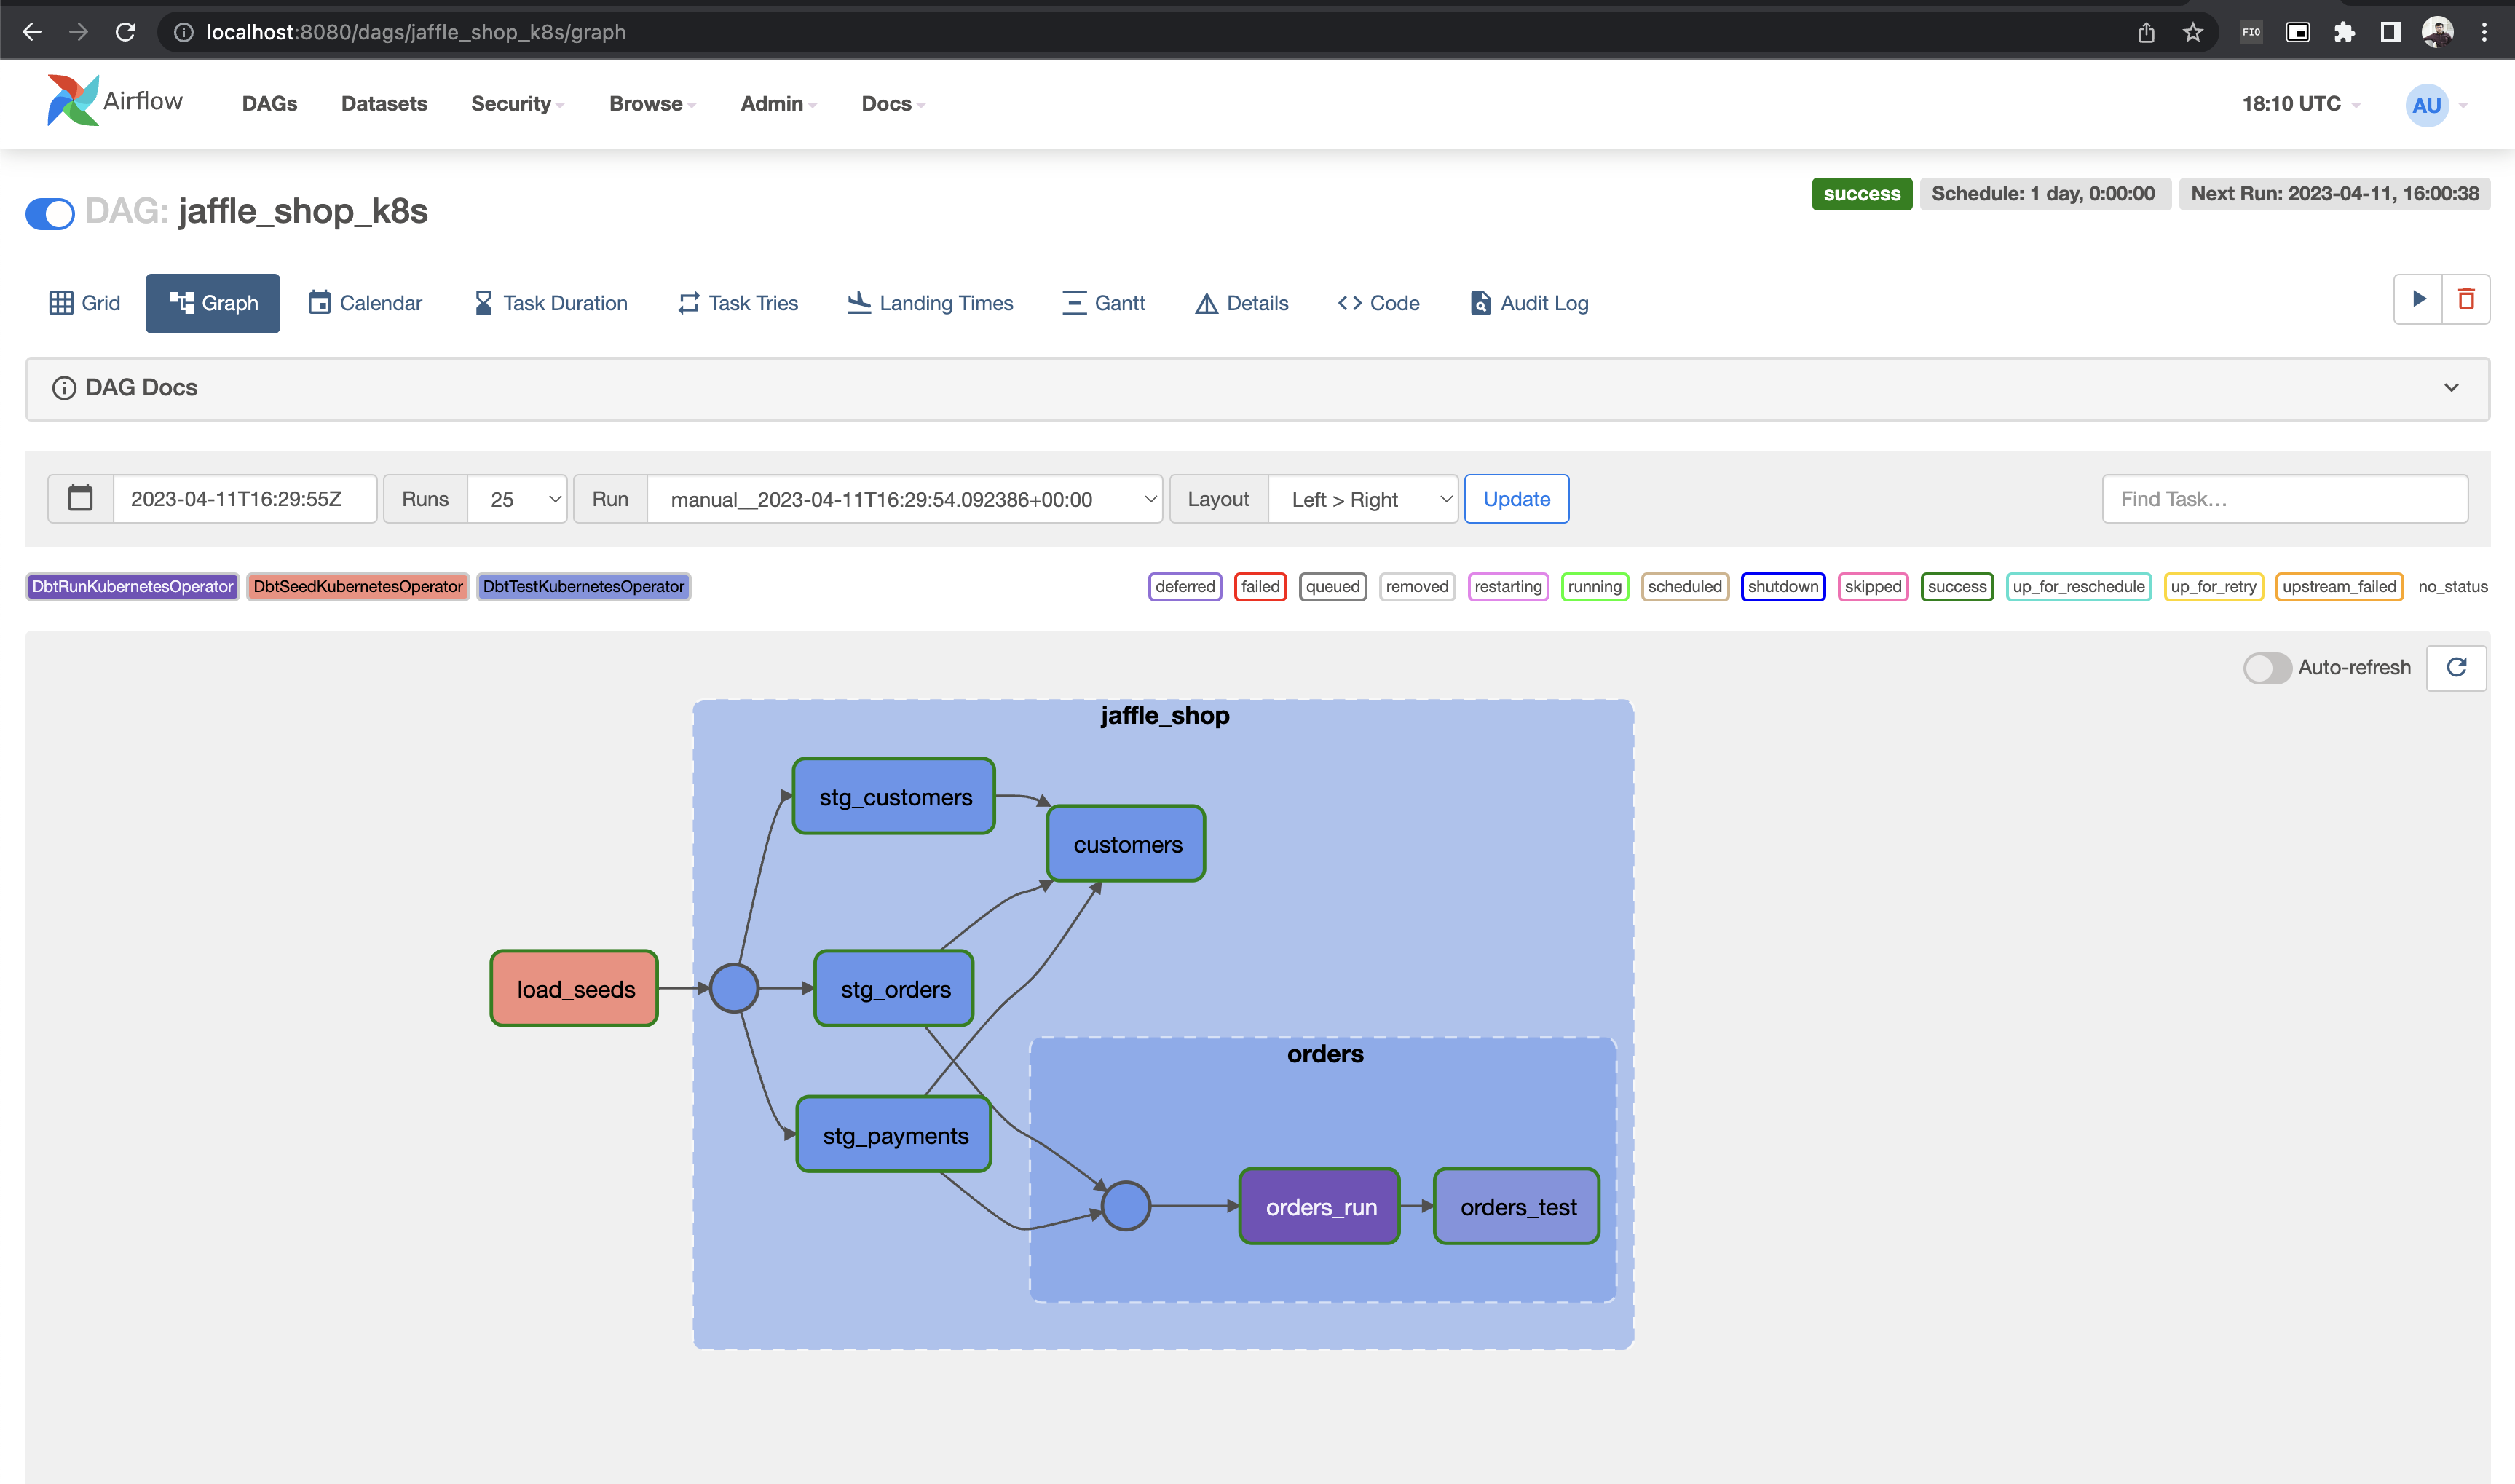 localhost:8080/dags/jaffle_shop_k8s/graph
FIO
Airflow DAGs Datasets Security Browse Admin Docs 18:10 UTC AU
DAG: jaffle_shop_k8s success Schedule: 1 day, 0:00:00 Next Run: 2023-04-11, 16:00:38
Grid Graph Calendar Task Duration Task Tries Landing Times Gantt Details Code Audit Log
DAG Docs
2023-04-11T16:29:55Z Runs 25 Run manual__2023-04-11T16:29:54.092386+00:00 Layout Left > Right Update Find Task…
DbtRunKubernetesOperator DbtSeedKubernetesOperator DbtTestKubernetesOperator deferred failed queued removed restarting running scheduled shutdown skipped success up_for_reschedule up_for_retry upstream_failed no_status
Auto-refresh
jaffle_shop
stg_customers
customers
load_seeds
stg_orders
orders
stg_payments
orders_run
orders_test